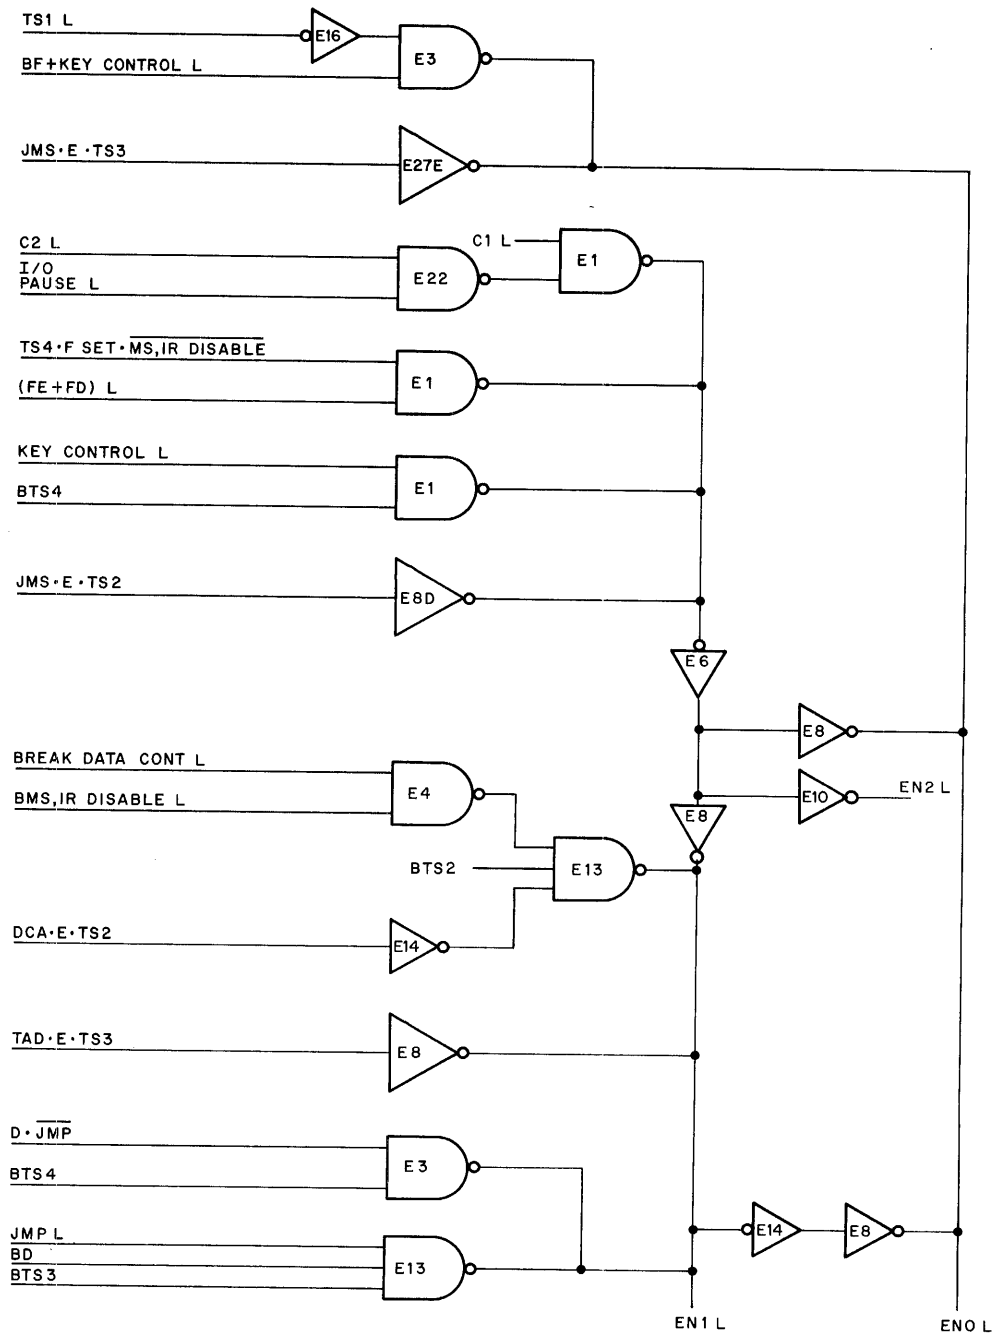 TS1 L
E16
E3
BF+KEY CONTROL L
JMS·E·TS3
E27E
C2 L
C1 L
E1
I/O
PAUSE L
E22
TS4·F SET·MS,IR DISABLE
E1
(FE+FD) L
KEY CONTROL L
E1
BTS4
JMS·E·TS2
E8D
E6
E8
BREAK DATA CONT L
E4
BMS,IR DISABLE L
E10
EN2 L
E8
BTS2
E13
DCA·E·TS2
E14
TAD·E·TS3
E8
D·JMP
E3
BTS4
E14
E8
JMP L
BD
E13
BTS3
EN1 L
EN0 L